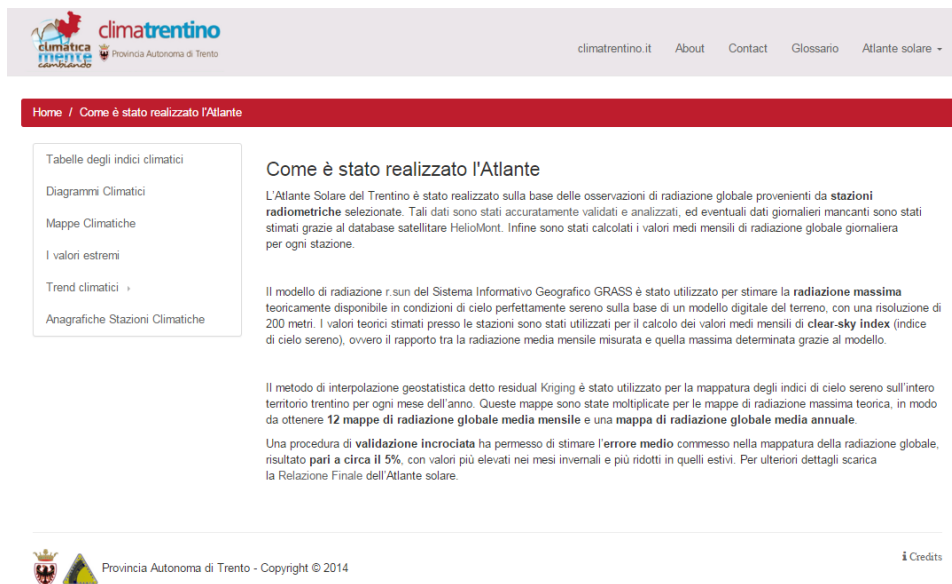 climatica
mente
cambiando
climatrentino
Provincia Autonoma di Trento
climatrentino.it About Contact Glossario Atlante solare
Home / Come è stato realizzato l'Atlante
Tabelle degli indici climatici
Diagrammi Climatici
Mappe Climatiche
I valori estremi
Trend climatici ›
Anagrafiche Stazioni Climatiche
Come è stato realizzato l'Atlante
L'Atlante Solare del Trentino è stato realizzato sulla base delle osservazioni di radiazione globale provenienti da stazioni
radiometriche selezionate. Tali dati sono stati accuratamente validati e analizzati, ed eventuali dati giornalieri mancanti sono stati
stimati grazie al database satellitare HelioMont. Infine sono stati calcolati i valori medi mensili di radiazione globale giornaliera
per ogni stazione.
Il modello di radiazione r.sun del Sistema Informativo Geografico GRASS è stato utilizzato per stimare la radiazione massima
teoricamente disponibile in condizioni di cielo perfettamente sereno sulla base di un modello digitale del terreno, con una risoluzione di
200 metri. I valori teorici stimati presso le stazioni sono stati utilizzati per il calcolo dei valori medi mensili di clear-sky index (indice
di cielo sereno), ovvero il rapporto tra la radiazione media mensile misurata e quella massima determinata grazie al modello.
Il metodo di interpolazione geostatistica detto residual Kriging è stato utilizzato per la mappatura degli indici di cielo sereno sull'intero
territorio trentino per ogni mese dell'anno. Queste mappe sono state moltiplicate per le mappe di radiazione massima teorica, in modo
da ottenere 12 mappe di radiazione globale media mensile e una mappa di radiazione globale media annuale.
Una procedura di validazione incrociata ha permesso di stimare l'errore medio commesso nella mappatura della radiazione globale,
risultato pari a circa il 5%, con valori più elevati nei mesi invernali e più ridotti in quelli estivi. Per ulteriori dettagli scarica
la Relazione Finale dell'Atlante solare.
Provincia Autonoma di Trento - Copyright © 2014
i Credits